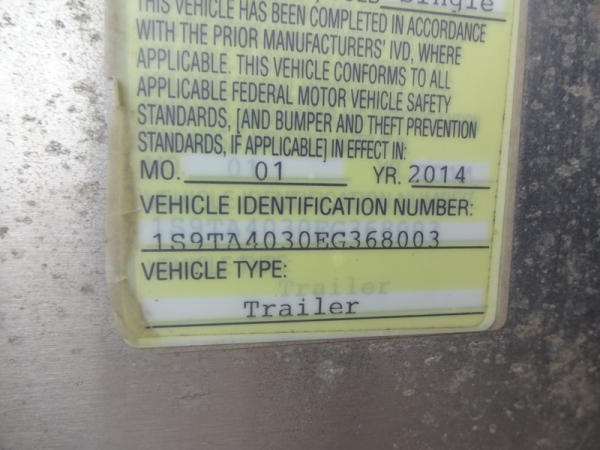 Single
THIS VEHICLE HAS BEEN COMPLETED IN ACCORDANCE
WITH THE PRIOR MANUFACTURERS' IVD, WHERE
APPLICABLE. THIS VEHICLE CONFORMS TO ALL
APPLICABLE FEDERAL MOTOR VEHICLE SAFETY
STANDARDS, [AND BUMPER AND THEFT PREVENTION
STANDARDS, IF APPLICABLE] IN EFFECT IN:
MO. 01 YR. 2014
VEHICLE IDENTIFICATION NUMBER:
1S9TA4030EG368003
VEHICLE TYPE:
Trailer
Trailer